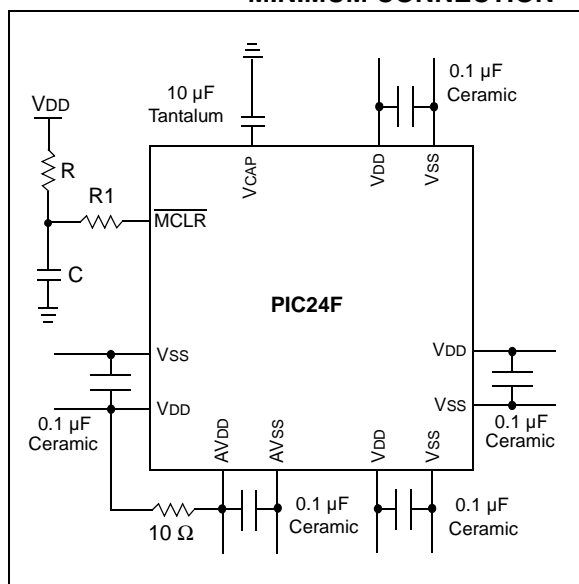 MINIMUM CONNECTION
0.1 µF
Ceramic
10 µF
Tantalum
VDD
R
R1
C
VCAP
VDD
VSS
MCLR
PIC24F
VSS
VDD
VDD
VSS
0.1 µF
Ceramic
0.1 µF
Ceramic
AVDD
AVSS
VDD
VSS
10 Ω
0.1 µF
Ceramic
0.1 µF
Ceramic